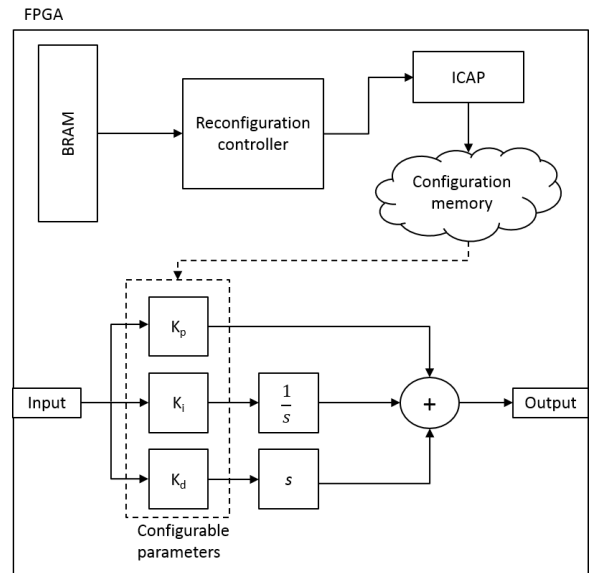 FPGA
BRAM
Reconfiguration
controller
ICAP
Configuration
memory
Kp
Input
Ki
1
s
+
Output
Kd
s
Configurable
parameters